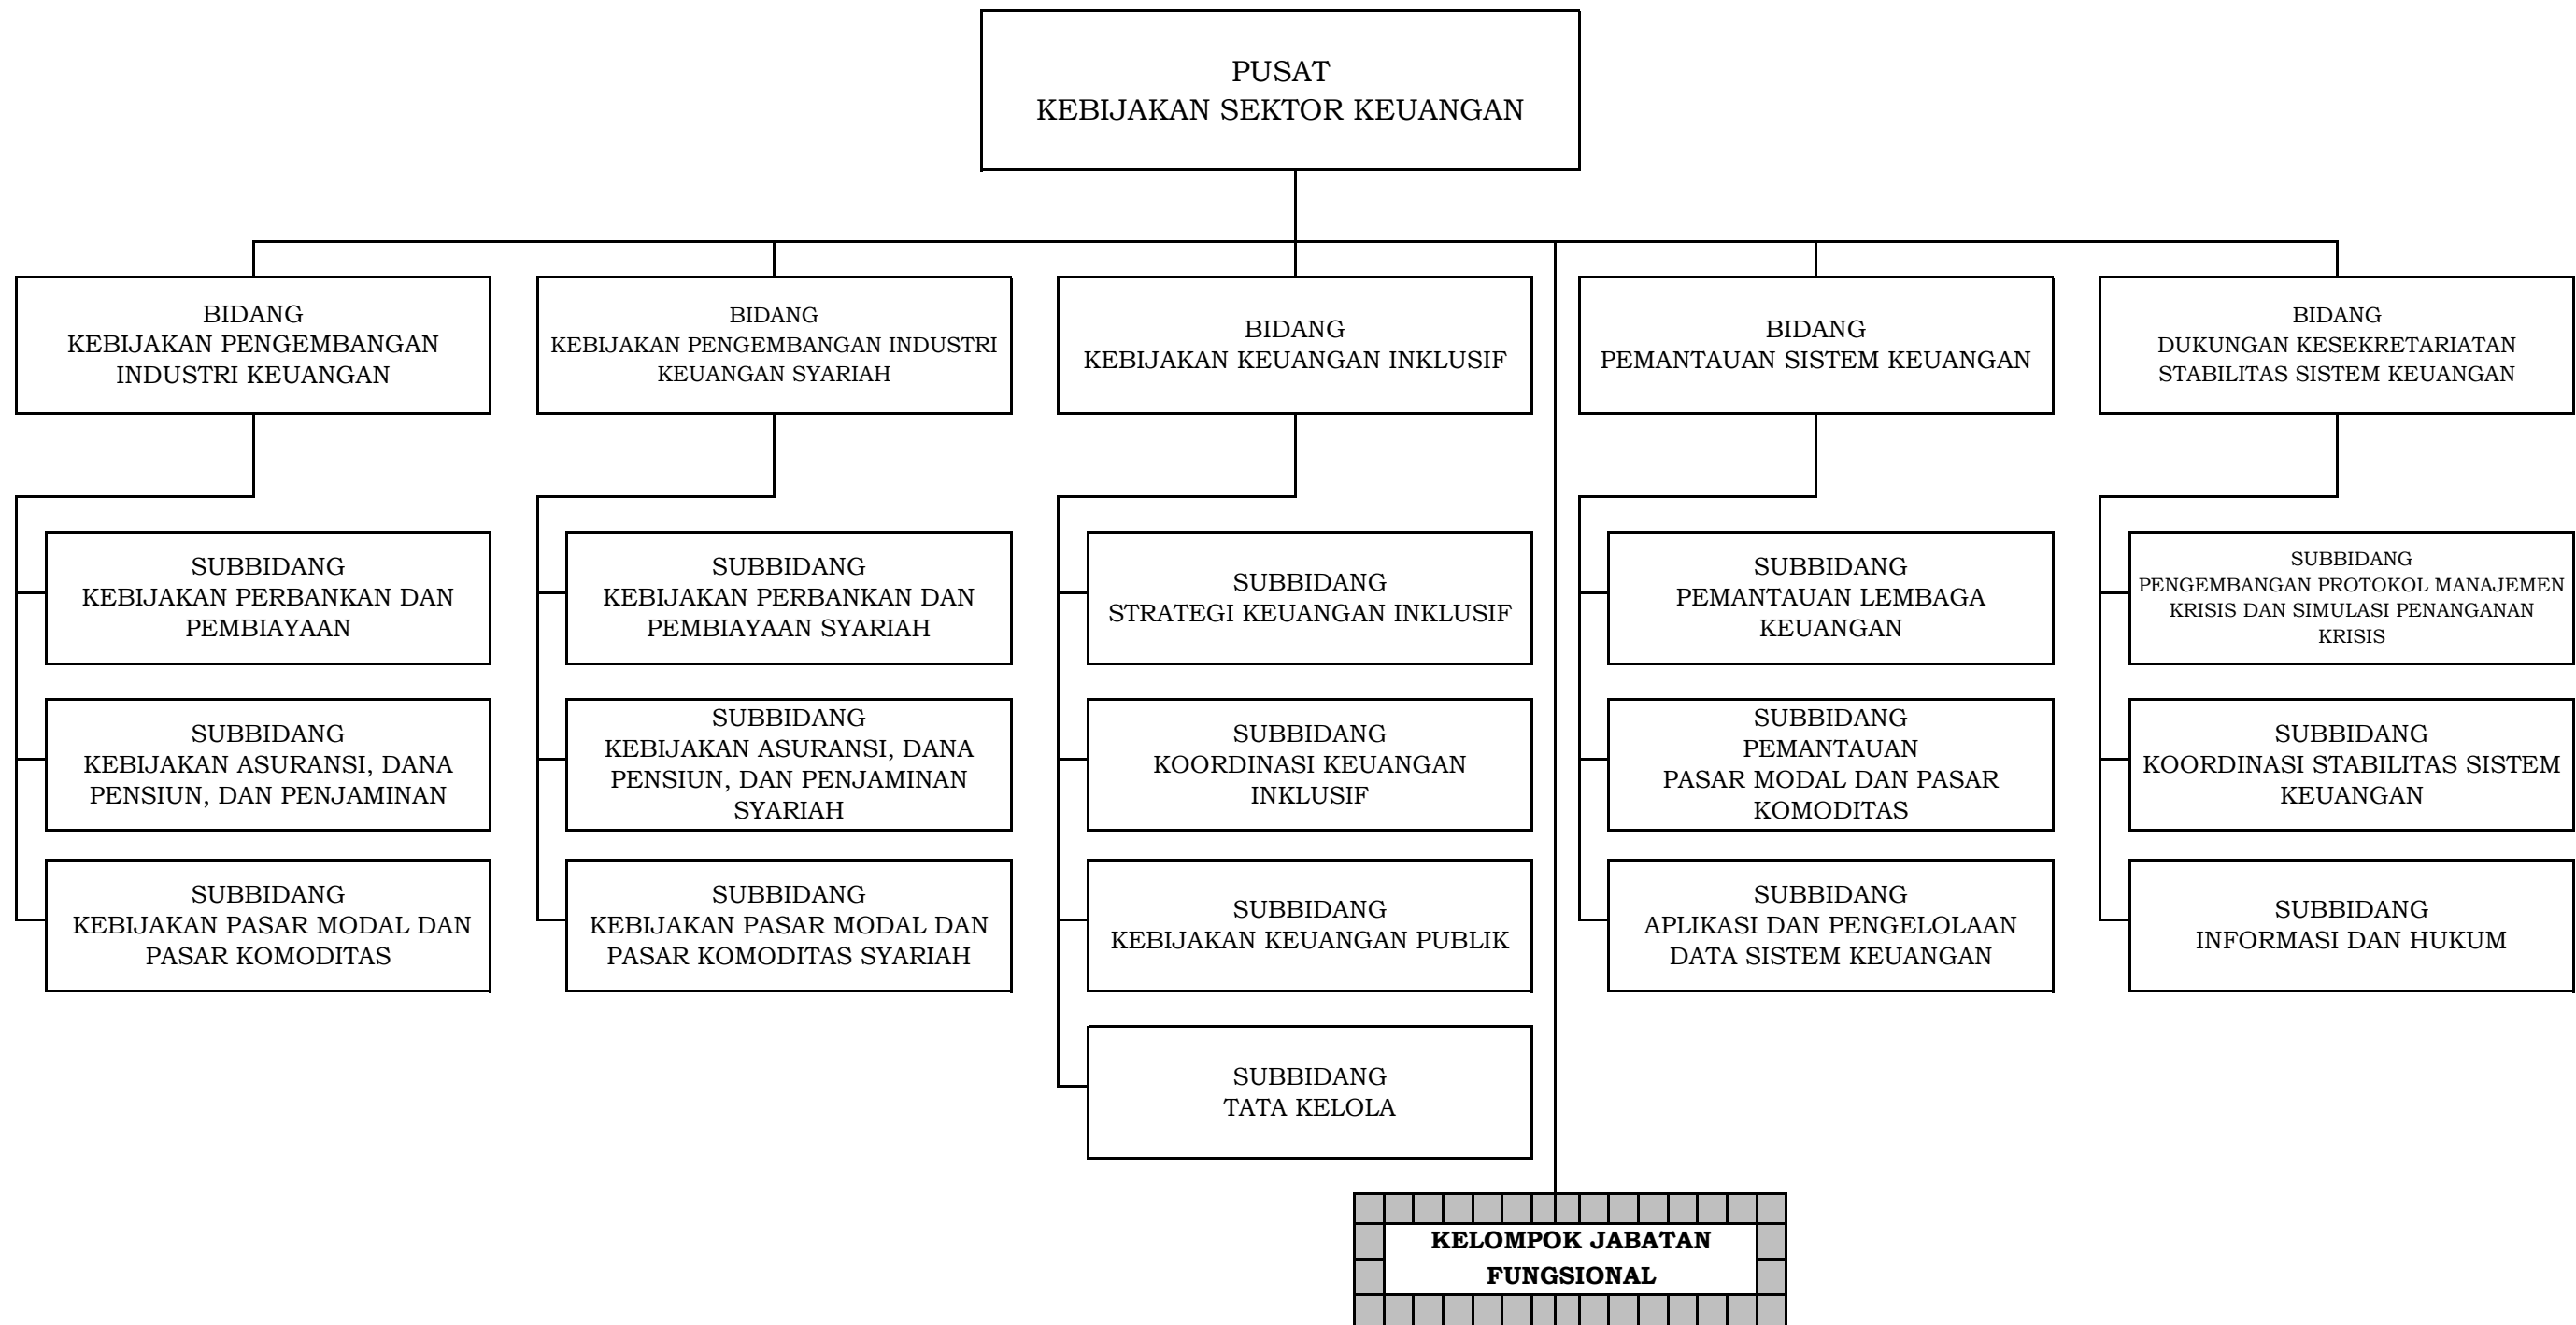 PUSAT
KEBIJAKAN SEKTOR KEUANGAN
BIDANG
KEBIJAKAN PENGEMBANGAN
INDUSTRI KEUANGAN
BIDANG
KEBIJAKAN PENGEMBANGAN INDUSTRI
KEUANGAN SYARIAH
BIDANG
KEBIJAKAN KEUANGAN INKLUSIF
BIDANG
PEMANTAUAN SISTEM KEUANGAN
BIDANG
DUKUNGAN KESEKRETARIATAN
STABILITAS SISTEM KEUANGAN
SUBBIDANG
KEBIJAKAN PERBANKAN DAN
PEMBIAYAAN
SUBBIDANG
KEBIJAKAN PERBANKAN DAN
PEMBIAYAAN SYARIAH
SUBBIDANG
STRATEGI KEUANGAN INKLUSIF
SUBBIDANG
PEMANTAUAN LEMBAGA
KEUANGAN
SUBBIDANG
PENGEMBANGAN PROTOKOL MANAJEMEN
KRISIS DAN SIMULASI PENANGANAN
KRISIS
SUBBIDANG
KEBIJAKAN ASURANSI, DANA
PENSIUN, DAN PENJAMINAN
SUBBIDANG
KEBIJAKAN ASURANSI, DANA
PENSIUN, DAN PENJAMINAN
SYARIAH
SUBBIDANG
KOORDINASI KEUANGAN
INKLUSIF
SUBBIDANG
PEMANTAUAN
PASAR MODAL DAN PASAR
KOMODITAS
SUBBIDANG
KOORDINASI STABILITAS SISTEM
KEUANGAN
SUBBIDANG
KEBIJAKAN PASAR MODAL DAN
PASAR KOMODITAS
SUBBIDANG
KEBIJAKAN PASAR MODAL DAN
PASAR KOMODITAS SYARIAH
SUBBIDANG
KEBIJAKAN KEUANGAN PUBLIK
SUBBIDANG
APLIKASI DAN PENGELOLAAN
DATA SISTEM KEUANGAN
SUBBIDANG
INFORMASI DAN HUKUM
SUBBIDANG
TATA KELOLA
KELOMPOK JABATAN
FUNGSIONAL